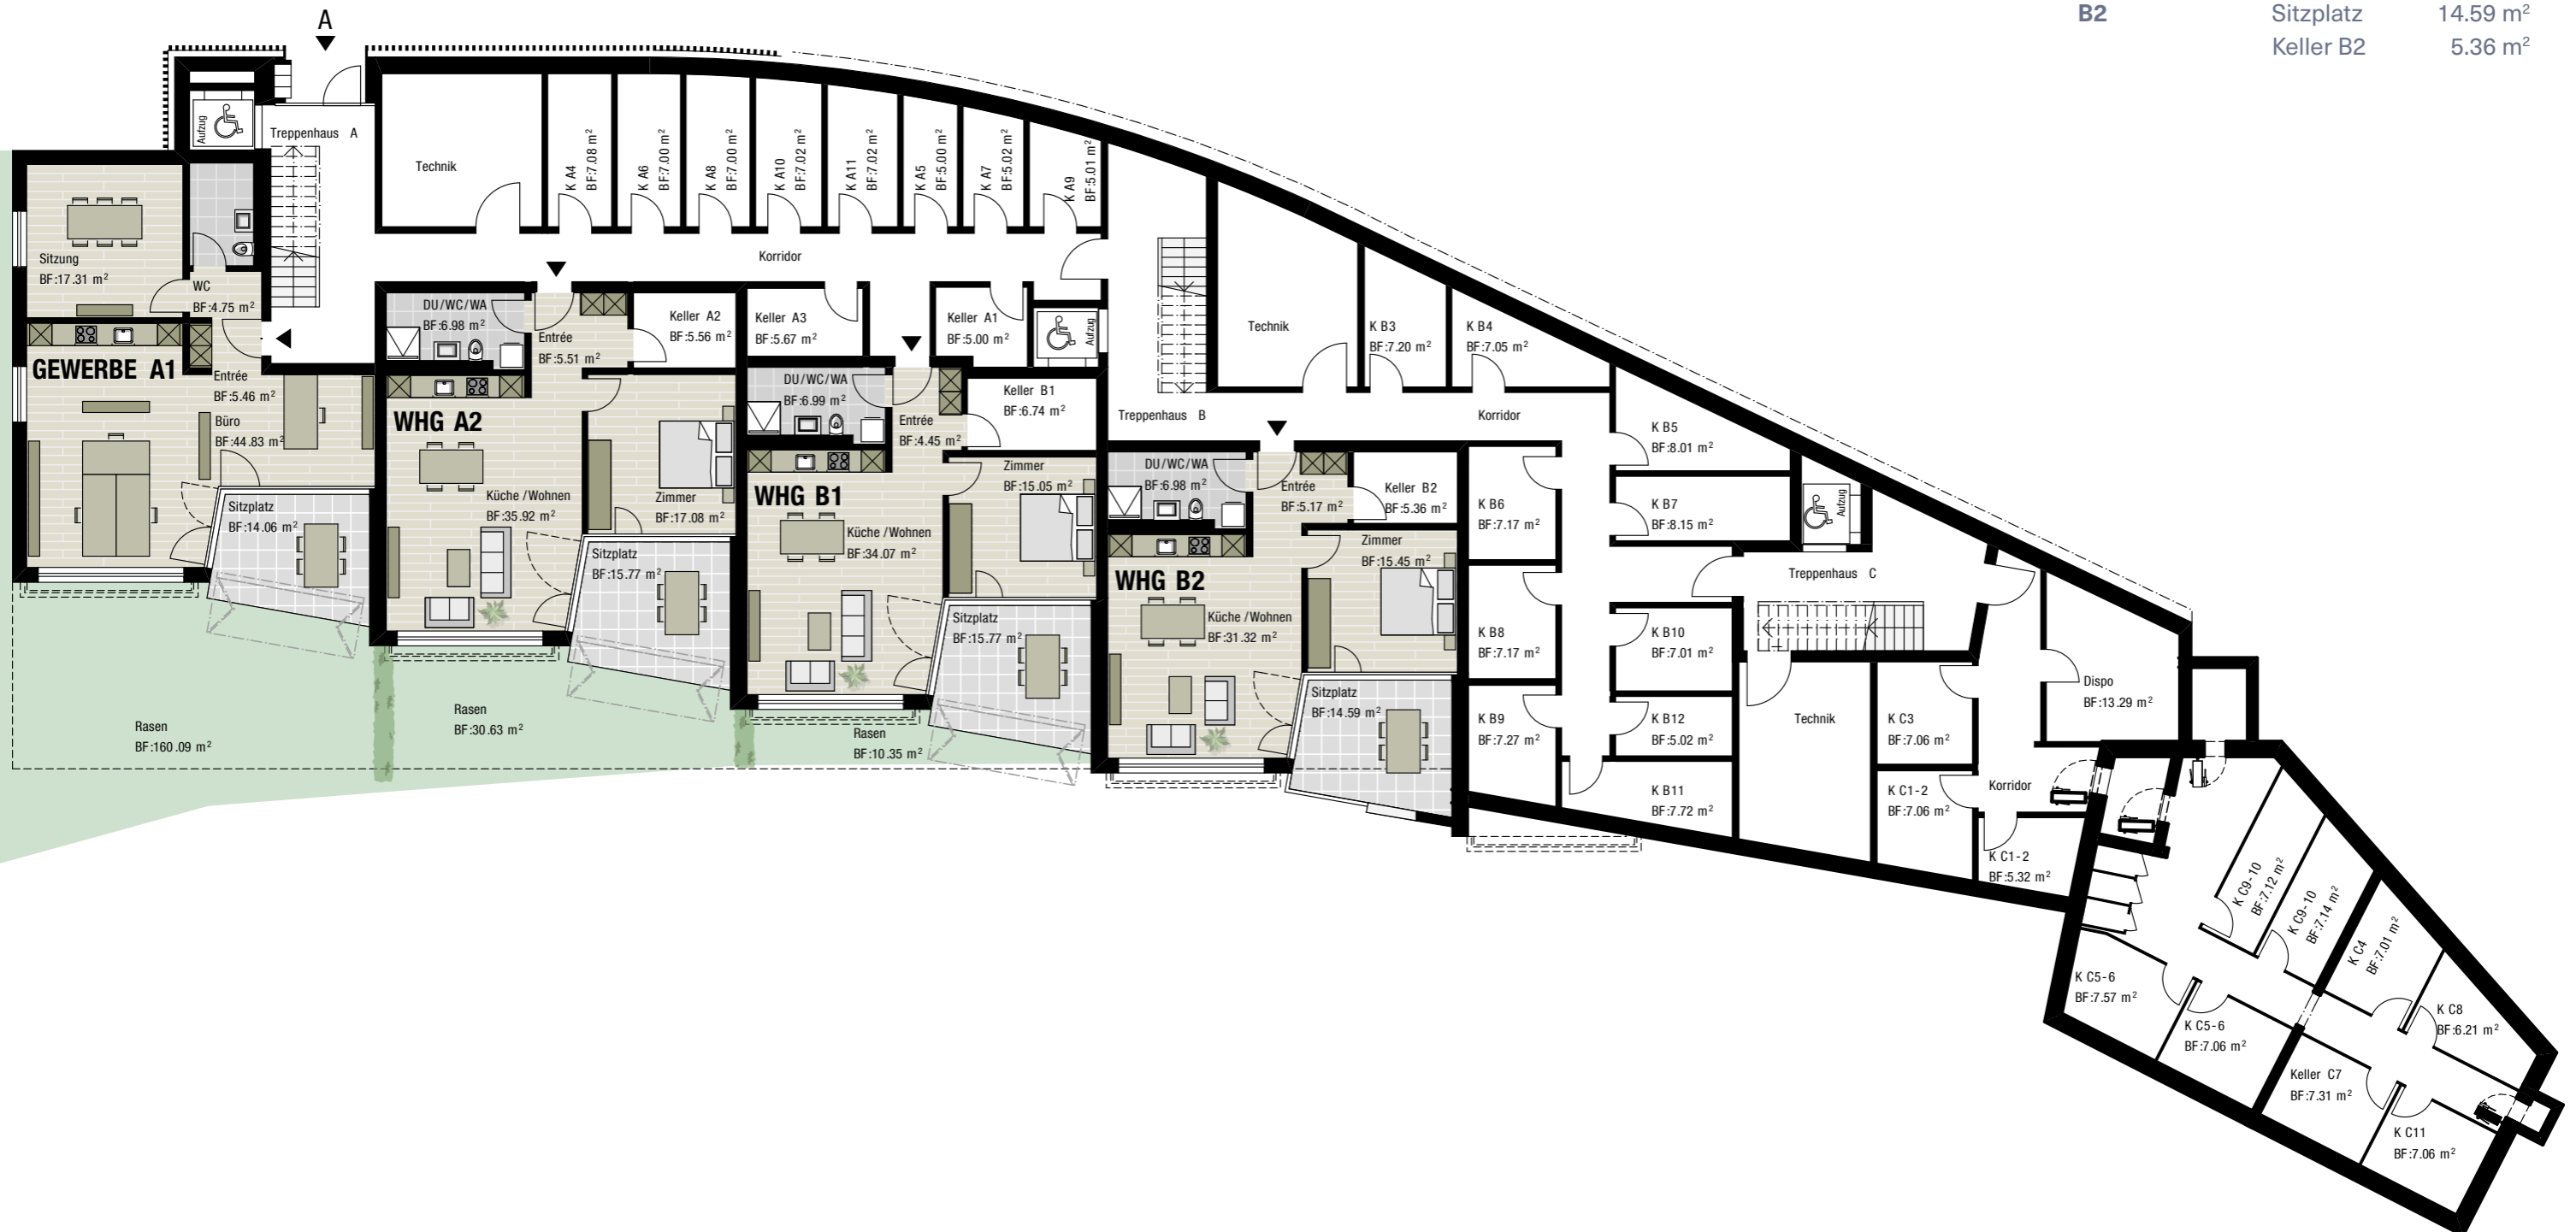 B2 Sitzplatz 14.59 m²
Keller B2 5.36 m²
A
Aufzug
Treppenhaus A
Technik
K A4
BF:7.08 m²
K A6
BF:7.00 m²
K A8
BF:7.00 m²
K A10
BF:7.02 m²
K A11
BF:7.02 m²
K A5
BF:5.00 m²
K A7
BF:5.02 m²
K A9
BF:5.01 m²
Korridor
Sitzung
BF:17.31 m²
WC
BF:4.75 m²
GEWERBE A1
Entrée
BF:5.46 m²
Büro
BF:44.83 m²
Sitzplatz
BF:14.06 m²
Rasen
BF:160.09 m²
DU/WC/WA
BF:6.98 m²
Entrée
BF:5.51 m²
Keller A2
BF:5.56 m²
WHG A2
Küche/Wohnen
BF:35.92 m²
Zimmer
BF:17.08 m²
Sitzplatz
BF:15.77 m²
Rasen
BF:30.63 m²
Keller A3
BF:5.67 m²
Keller A1
BF:5.00 m²
Aufzug
DU/WC/WA
BF:6.99 m²
Entrée
BF:4.45 m²
Keller B1
BF:6.74 m²
WHG B1
Küche/Wohnen
BF:34.07 m²
Zimmer
BF:15.05 m²
Sitzplatz
BF:15.77 m²
Rasen
BF:10.35 m²
Treppenhaus B
Technik
K B3
BF:7.20 m²
K B4
BF:7.05 m²
Korridor
DU/WC/WA
BF:6.98 m²
Entrée
BF:5.17 m²
Keller B2
BF:5.36 m²
WHG B2
Küche/Wohnen
BF:31.32 m²
Zimmer
BF:15.45 m²
Sitzplatz
BF:14.59 m²
K B5
BF:8.01 m²
K B6
BF:7.17 m²
K B7
BF:8.15 m²
Aufzug
Treppenhaus C
K B8
BF:7.17 m²
K B10
BF:7.01 m²
K B9
BF:7.27 m²
K B12
BF:5.02 m²
K B11
BF:7.72 m²
Technik
K C3
BF:7.06 m²
K C1-2
BF:7.06 m²
Dispo
BF:13.29 m²
Korridor
K C1-2
BF:5.32 m²
K C9-10
BF:7.12 m²
K C9-10
BF:7.14 m²
K C4
BF:7.01 m²
K C5-6
BF:7.57 m²
K C5-6
BF:7.06 m²
K C8
BF:6.21 m²
Keller C7
BF:7.31 m²
K C11
BF:7.06 m²